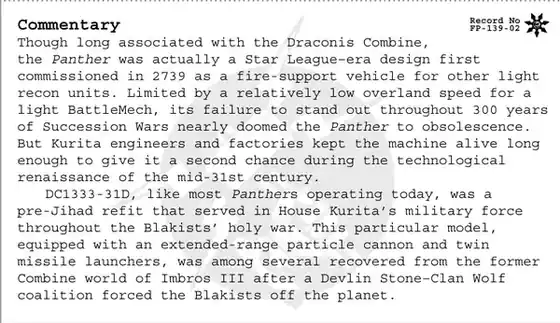 Commentary
Record No
FP-139-02
Though long associated with the Draconis Combine,
the Panther was actually a Star League-era design first
commissioned in 2739 as a fire-support vehicle for other light
recon units. Limited by a relatively low overland speed for a
light BattleMech, its failure to stand out throughout 300 years
of Succession Wars nearly doomed the Panther to obsolescence.
But Kurita engineers and factories kept the machine alive long
enough to give it a second chance during the technological
renaissance of the mid-31st century.
DC1333-31D, like most Panthers operating today, was a
pre-Jihad refit that served in House Kurita's military force
throughout the Blakists' holy war. This particular model,
equipped with an extended-range particle cannon and twin
missile launchers, was among several recovered from the former
Combine world of Imbros III after a Devlin Stone-Clan Wolf
coalition forced the Blakists off the planet.